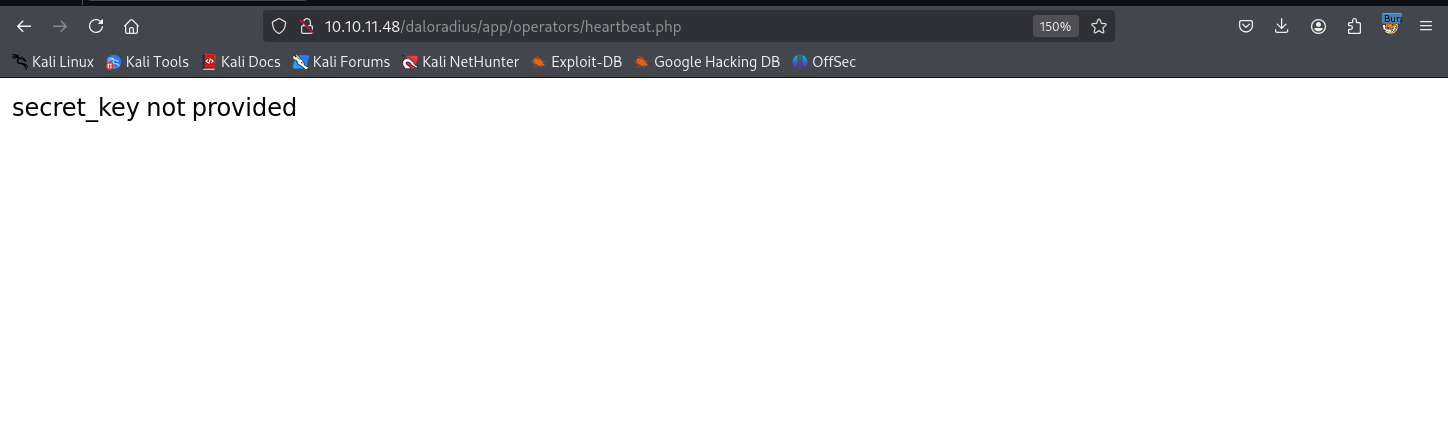 10.10.11.48/daloradius/app/operators/heartbeat.php 150%
Kali Linux Kali Tools Kali Docs Kali Forums Kali NetHunter Exploit-DB Google Hacking DB OffSec
secret_key not provided